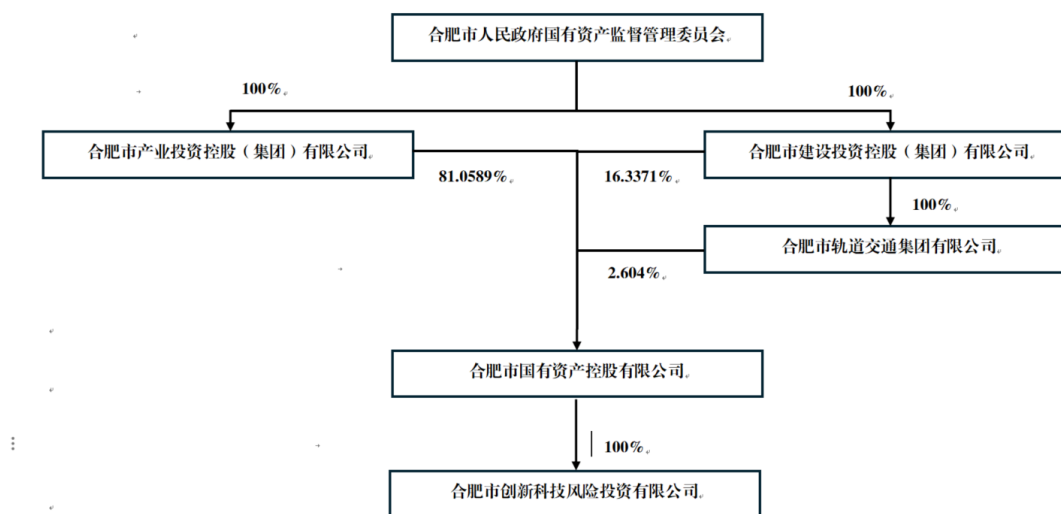 合肥市人民政府国有资产监督管理委员会
100%
100%
合肥市产业投资控股（集团）有限公司
合肥市建设投资控股（集团）有限公司
81.0589%
16.3371%
100%
合肥市轨道交通集团有限公司
2.604%
合肥市国有资产控股有限公司
100%
合肥市创新科技风险投资有限公司